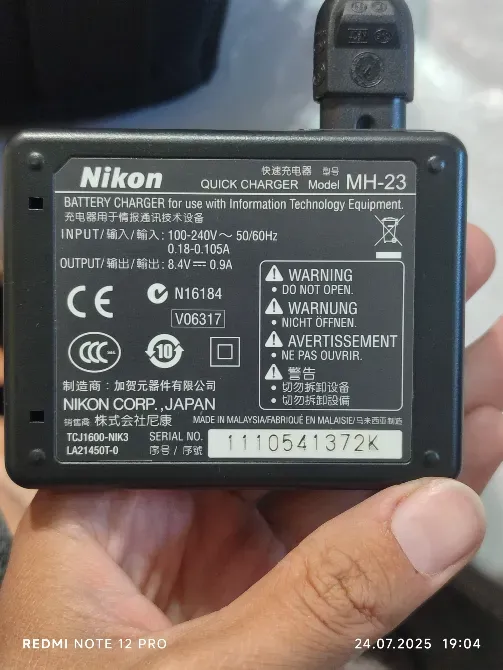 Nikon
快速充电器 型号
QUICK CHARGER Model MH-23
BATTERY CHARGER for use with Information Technology Equipment.
充电器用于情报通讯技术设备
INPUT/输入/輸入: 100-240V～ 50/60Hz
0.18-0.105A
OUTPUT/输出/輸出: 8.4V⎓ 0.9A
CE
N16184
V06317
CCC
10
WARNING
• DO NOT OPEN.
WARNUNG
• NICHT ÖFFNEN.
AVERTISSEMENT
• NE PAS OUVRIR.
警告
• 切勿拆卸设备
• 切勿拆卸設備
制造商: 加贺元器件有限公司
NIKON CORP., JAPAN
销售商: 株式会社尼康
MADE IN MALAYSIA/FABRIQUÉ EN MALAISIE/马来西亚制造
TCJ1600-NIK3
LA21450T-0
SERIAL NO.
序号 / 序號
1110541372K
REDMI NOTE 12 PRO
24.07.2025 19:04